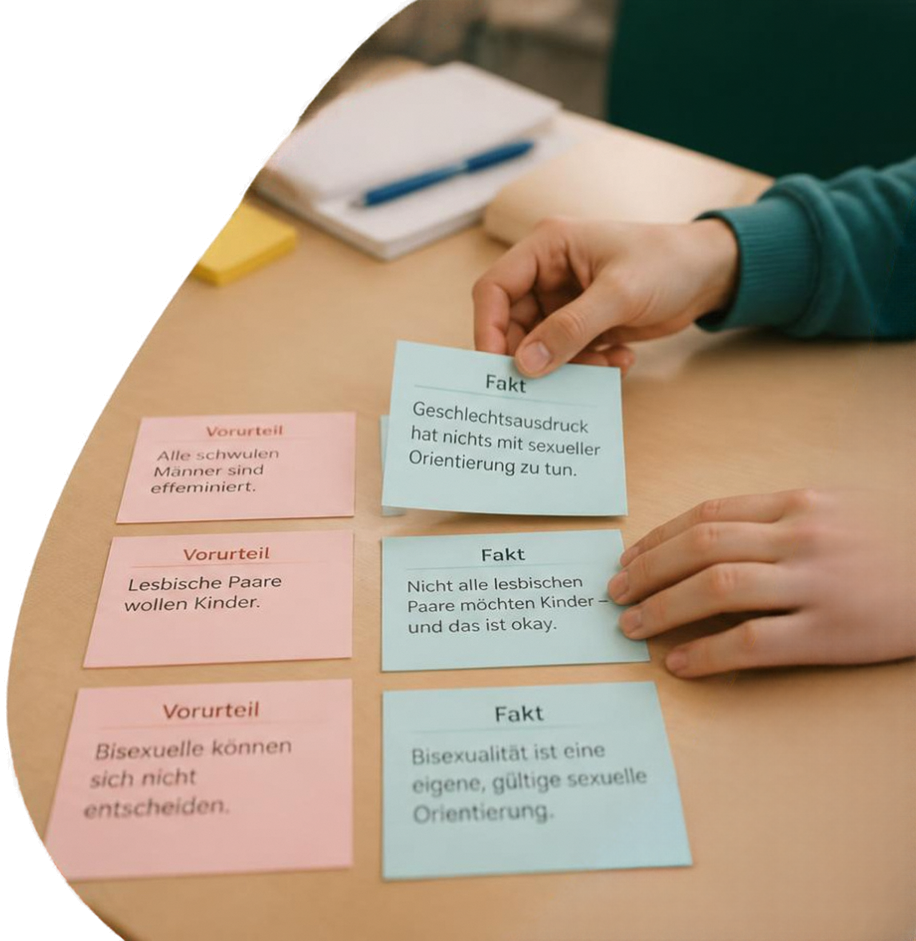 Vorurteil
Alle schwulen
Männer sind
effeminiert.
Fakt
Geschlechtsausdruck
hat nichts mit sexueller
Orientierung zu tun.
Vorurteil
Lesbische Paare
wollen Kinder.
Fakt
Nicht alle lesbischen
Paare möchten Kinder –
und das ist okay.
Vorurteil
Bisexuelle können
sich nicht
entscheiden.
Fakt
Bisexualität ist eine
eigene, gültige sexuelle
Orientierung.